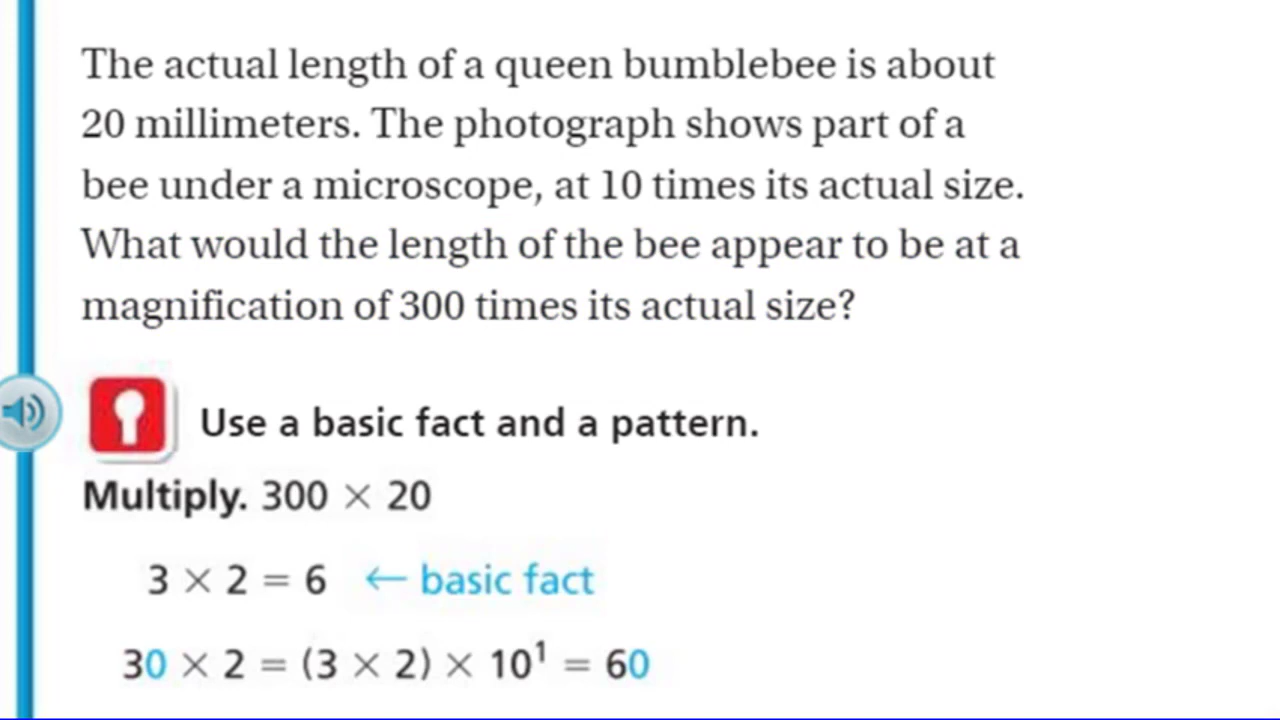 The actual length of a queen bumblebee is about
20 millimeters. The photograph shows part of a
bee under a microscope, at 10 times its actual size.
What would the length of the bee appear to be at a
magnification of 300 times its actual size?
Use a basic fact and a pattern.
Multiply. 300 × 20
3 × 2 = 6 ← basic fact
30 × 2 = (3 × 2) × 10¹ = 60